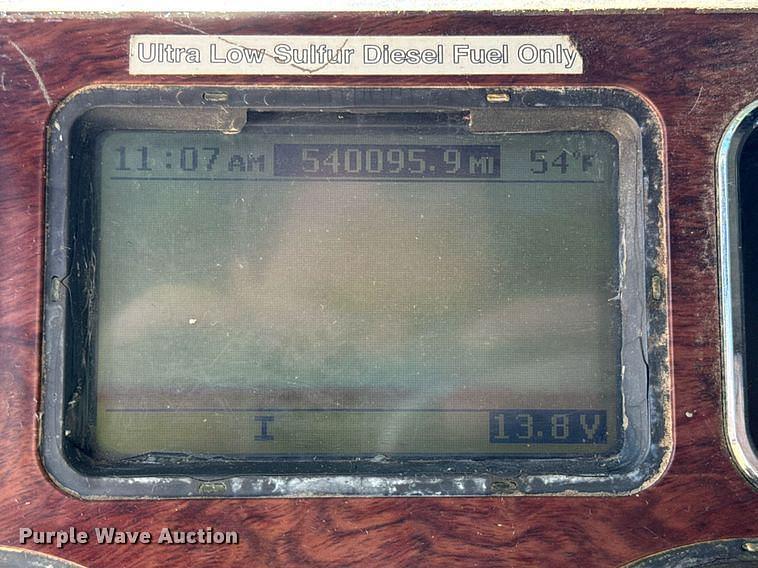 Ultra Low Sulfur Diesel Fuel Only
11:07 AM 540095.9 MI 54°F
I 13.8 V
Purple Wave Auction